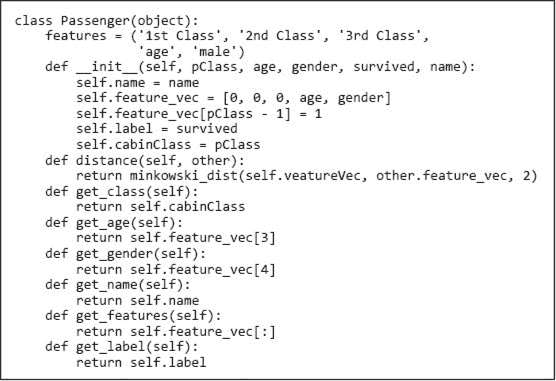 class Passenger(object):
    features = ('1st Class', '2nd Class', '3rd Class',
                'age', 'male')
    def __init__(self, pClass, age, gender, survived, name):
        self.name = name
        self.feature_vec = [0, 0, 0, age, gender]
        self.feature_vec[pClass - 1] = 1
        self.label = survived
        self.cabinClass = pClass
    def distance(self, other):
        return minkowski_dist(self.veatureVec, other.feature_vec, 2)
    def get_class(self):
        return self.cabinClass
    def get_age(self):
        return self.feature_vec[3]
    def get_gender(self):
        return self.feature_vec[4]
    def get_name(self):
        return self.name
    def get_features(self):
        return self.feature_vec[:]
    def get_label(self):
        return self.label